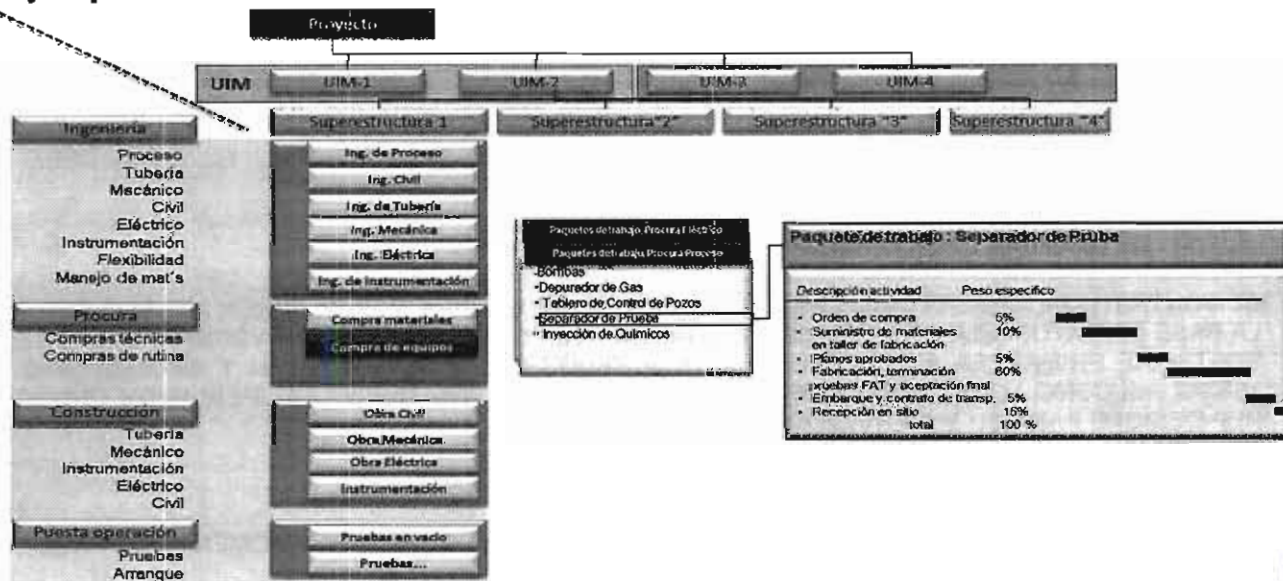 Proyecto
UIM
UIM-1
UIM-2
UIM-3
UIM-4
Superestructura 1
Superestructura "2"
Superestructura "3"
Superestructura "4"
Ingeniería
Proceso
Tubería
Mecánico
Civil
Eléctrico
Instrumentación
Flexibilidad
Manejo de mat's
Procura
Compras técnicas
Compras de rutina
Construcción
Tubería
Mecánico
Instrumentación
Eléctrico
Civil
Puesta operación
Pruebas
Arranque
Ing. de Proceso
Ing. Civil
Ing. de Tubería
Ing. Mecánica
Ing. Eléctrica
Ing. de Instrumentación
Compra materiales
Compra de equipos
Obra Civil
Obra Mecánica
Obra Eléctrica
Instrumentación
Pruebas en vacio
Pruebas...
Paquetes de trabajo, Procura Eléctrico
Paquetes de trabajo, Procura Proceso
-Bombas
-Depurador de Gas
- Tablero de Control de Pozos
-Separador de Prueba
- Inyección de Químicos
Paquete de trabajo : Separador de Pruba
Descripción actividad Peso especifico
- Orden de compra 5%
- Suministro de materiales 10%
en taller de fabricación
- Planos aprobados 5%
- Fabricación, terminación 60%
pruebas FAT y aceptación final
- Embarque y contrato de transp. 5%
- Recepción en sitio 15%
total 100 %